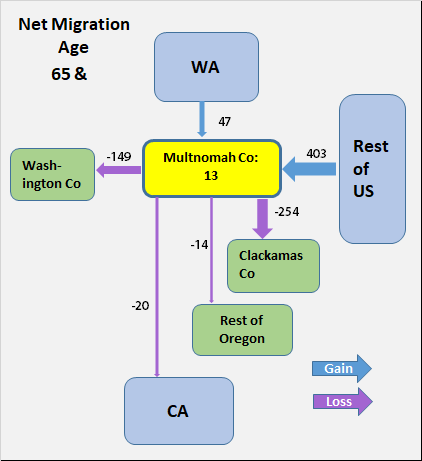 Net Migration
Age
65 &
WA
47
-149
Multnomah Co:
13
403
Rest
of
US
Wash-
ington Co
-254
-14
Clackamas
Co
-20
Rest of
Oregon
Gain
CA
Loss